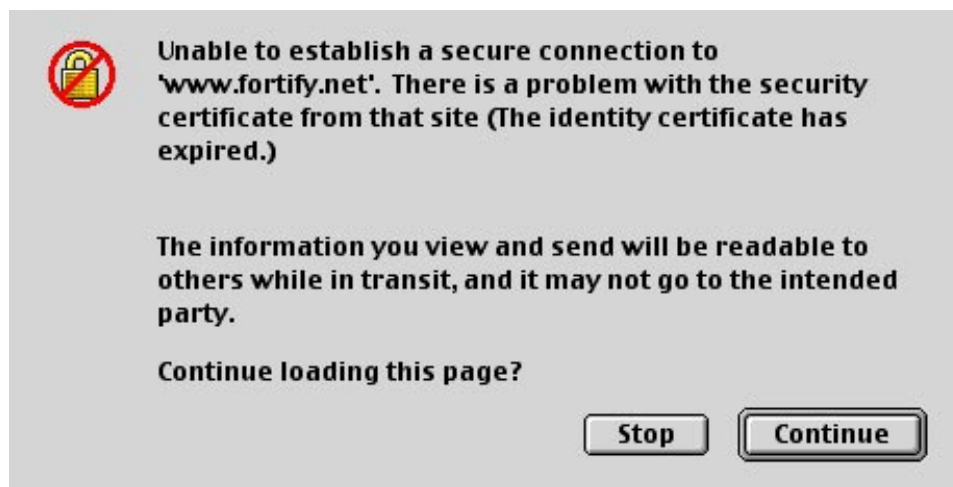 Unable to establish a secure connection to
'www.fortify.net'. There is a problem with the security
certificate from that site (The identity certificate has
expired.)
The information you view and send will be readable to
others while in transit, and it may not go to the intended
party.
Continue loading this page?
Stop
Continue